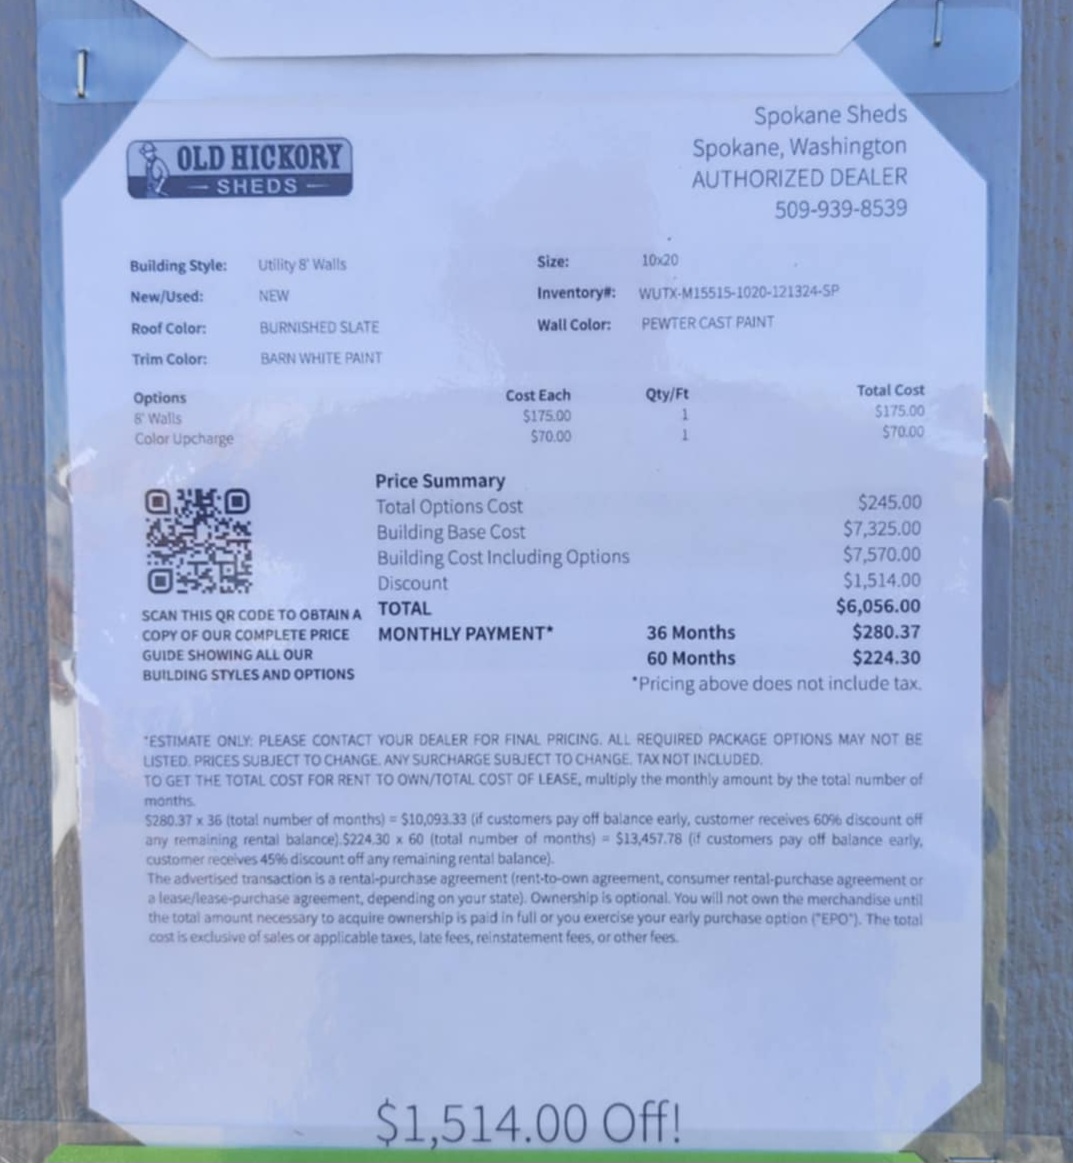 OLD HICKORY
SHEDS
Spokane Sheds
Spokane, Washington
AUTHORIZED DEALER
509-939-8539
Building Style: Utility 8' Walls
Size: 10x20
New/Used: NEW
Inventory#: WUTX-M15515-1020-121324-SP
Roof Color: BURNISHED SLATE
Wall Color: PEWTER CAST PAINT
Trim Color: BARN WHITE PAINT
Options Cost Each Qty/Ft Total Cost
8' Walls $175.00 1 $175.00
Color Upcharge $70.00 1 $70.00
Price Summary
Total Options Cost $245.00
Building Base Cost $7,325.00
Building Cost Including Options $7,570.00
Discount $1,514.00
TOTAL $6,056.00
MONTHLY PAYMENT* 36 Months $280.37
60 Months $224.30
*Pricing above does not include tax.
SCAN THIS QR CODE TO OBTAIN A
COPY OF OUR COMPLETE PRICE
GUIDE SHOWING ALL OUR
BUILDING STYLES AND OPTIONS
*ESTIMATE ONLY: PLEASE CONTACT YOUR DEALER FOR FINAL PRICING. ALL REQUIRED PACKAGE OPTIONS MAY NOT BE
LISTED. PRICES SUBJECT TO CHANGE. ANY SURCHARGE SUBJECT TO CHANGE. TAX NOT INCLUDED.
TO GET THE TOTAL COST FOR RENT TO OWN/TOTAL COST OF LEASE, multiply the monthly amount by the total number of
months.
$280.37 x 36 (total number of months) = $10,093.33 (if customers pay off balance early, customer receives 60% discount off
any remaining rental balance).$224.30 x 60 (total number of months) = $13,457.78 (if customers pay off balance early,
customer receives 45% discount off any remaining rental balance).
The advertised transaction is a rental-purchase agreement (rent-to-own agreement, consumer rental-purchase agreement or
a lease/lease-purchase agreement, depending on your state). Ownership is optional. You will not own the merchandise until
the total amount necessary to acquire ownership is paid in full or you exercise your early purchase option ("EPO"). The total
cost is exclusive of sales or applicable taxes, late fees, reinstatement fees, or other fees.
$1,514.00 Off!